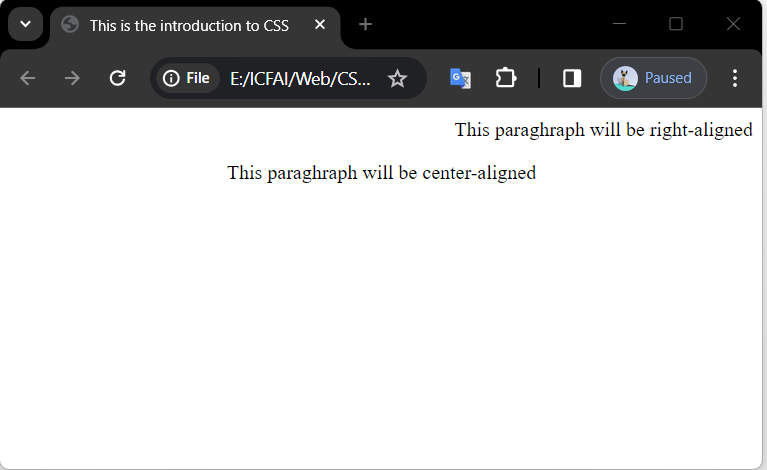 This is the introduction to CSS
File E:/ICFAI/Web/CS... Paused
This paraghraph will be right-aligned
This paraghraph will be center-aligned